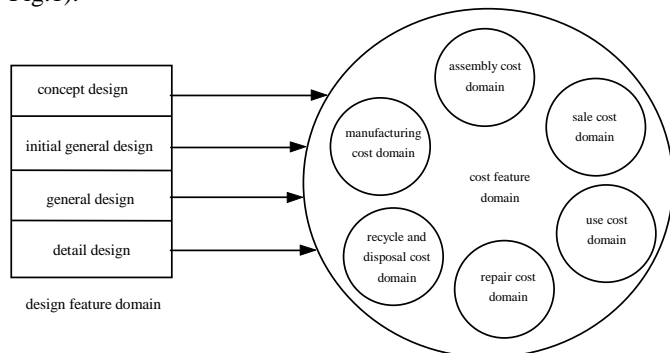 Fig.1).
concept design
initial general design
general design
detail design
design feature domain
assembly cost
domain
manufacturing
cost domain
sale cost
domain
cost feature
domain
use cost
domain
recycle and
disposal cost
domain
repair cost
domain